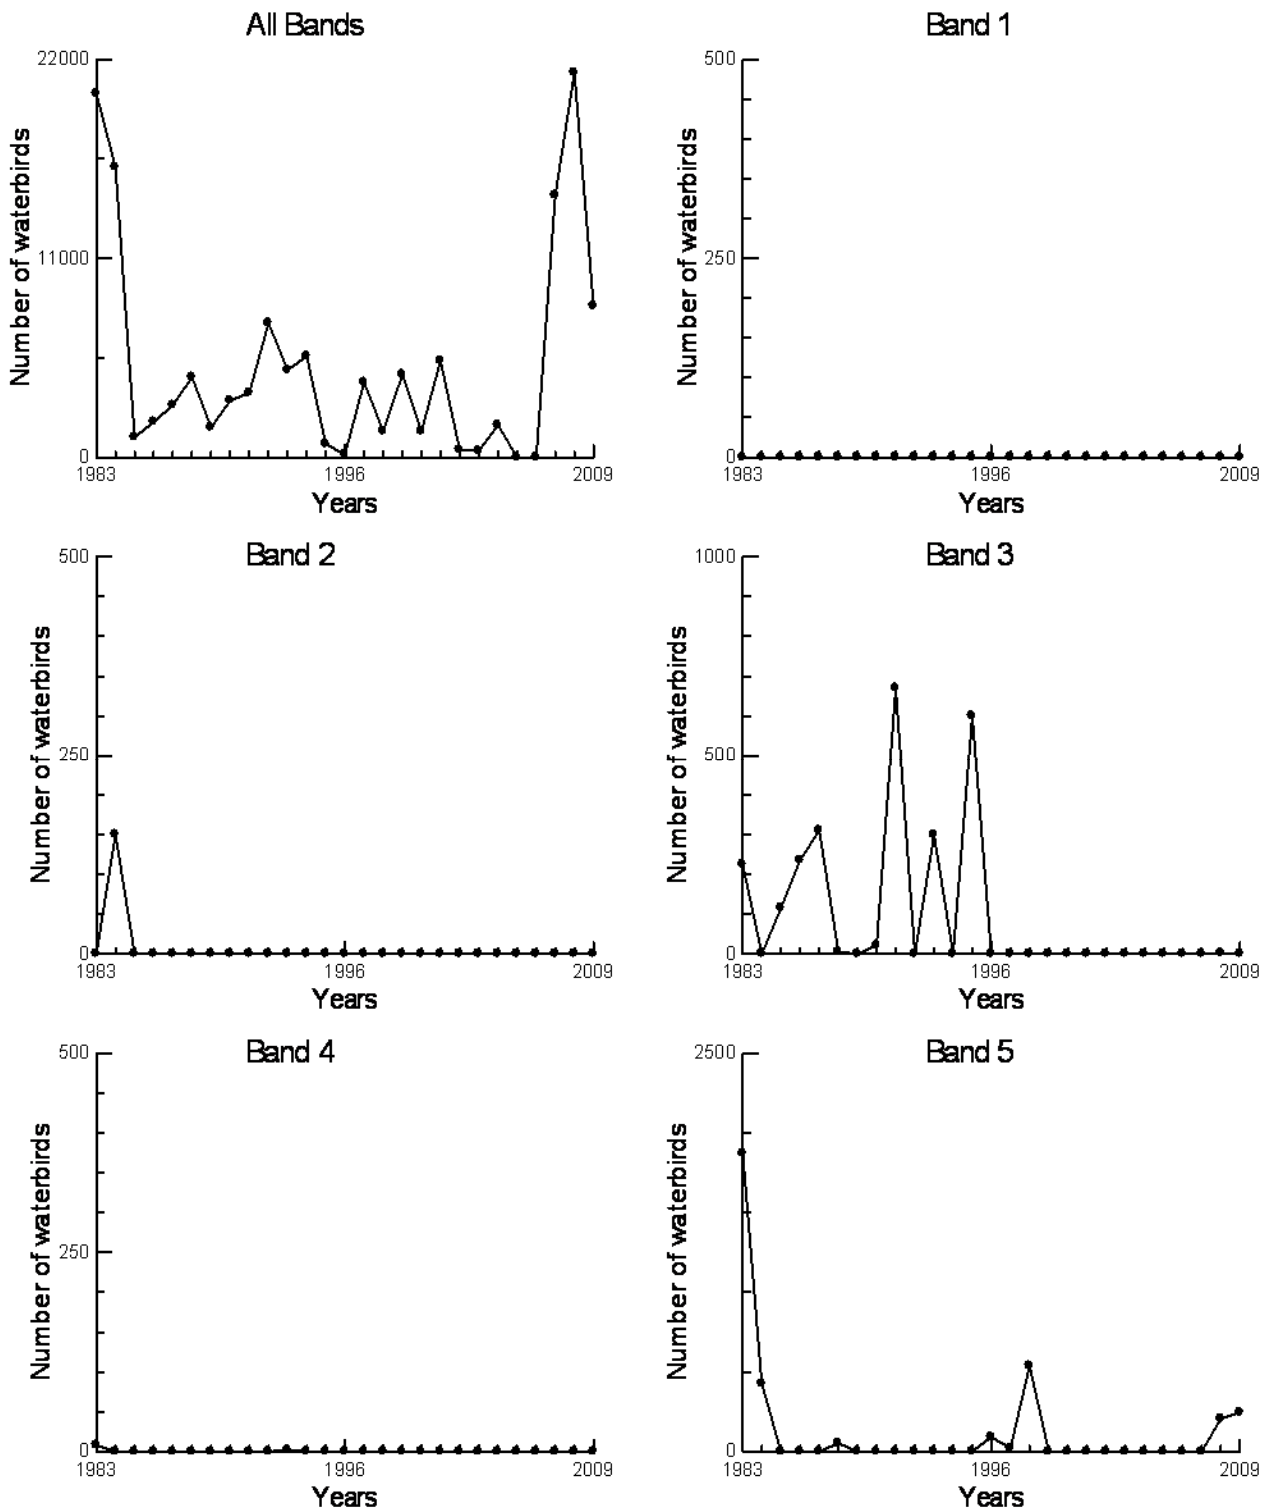 All Bands
22000
11000
0
1983
1996
2009
Years
Number of waterbirds
Band 1
500
250
0
1983
1996
2009
Years
Number of waterbirds
Band 2
500
250
0
1983
1996
2009
Years
Number of waterbirds
Band 3
1000
500
0
1983
1996
2009
Years
Number of waterbirds
Band 4
500
250
0
1983
1996
2009
Years
Number of waterbirds
Band 5
2500
0
1983
1996
2009
Years
Number of waterbirds